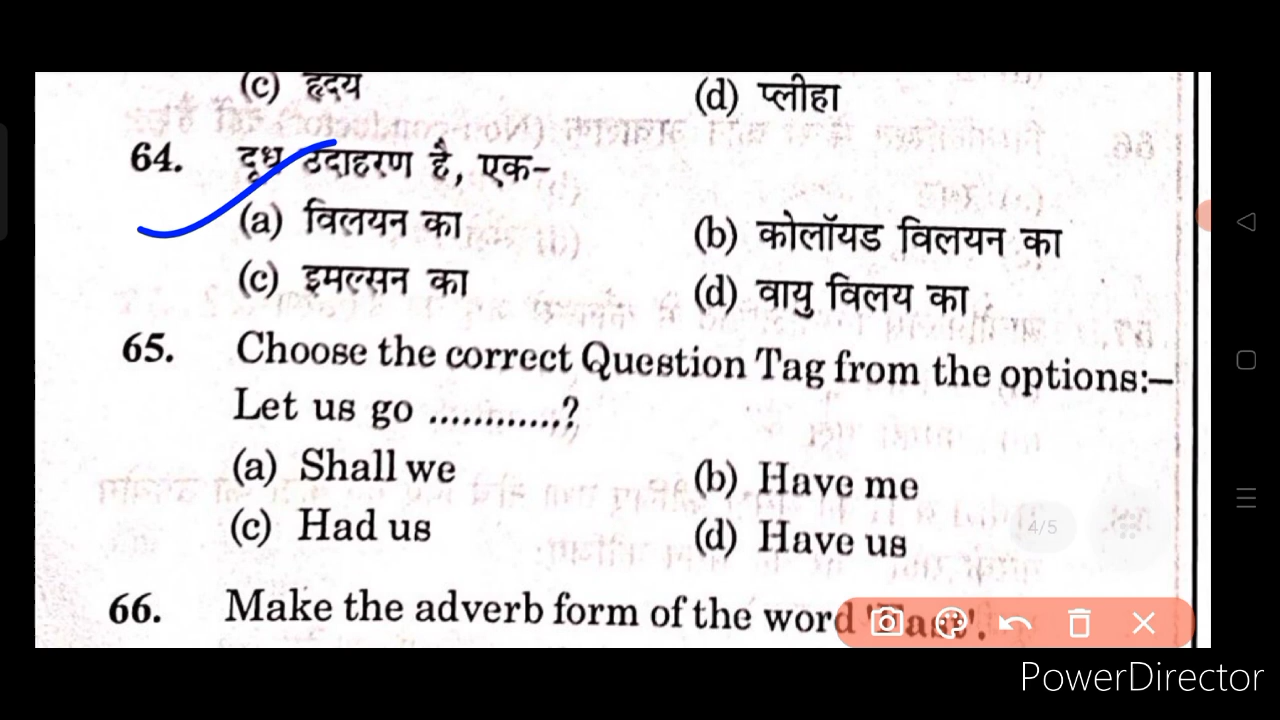 (c) हृदय (d) प्लीहा
64. दूध उदाहरण है, एक-
(a) विलयन का (b) कोलॉयड विलयन का
(c) इमल्सन का (d) वायु विलय का
65. Choose the correct Question Tag from the options:-
Let us go ............?
(a) Shall we (b) Have me
(c) Had us (d) Have us
4/5
66. Make the adverb form of the word
PowerDirector